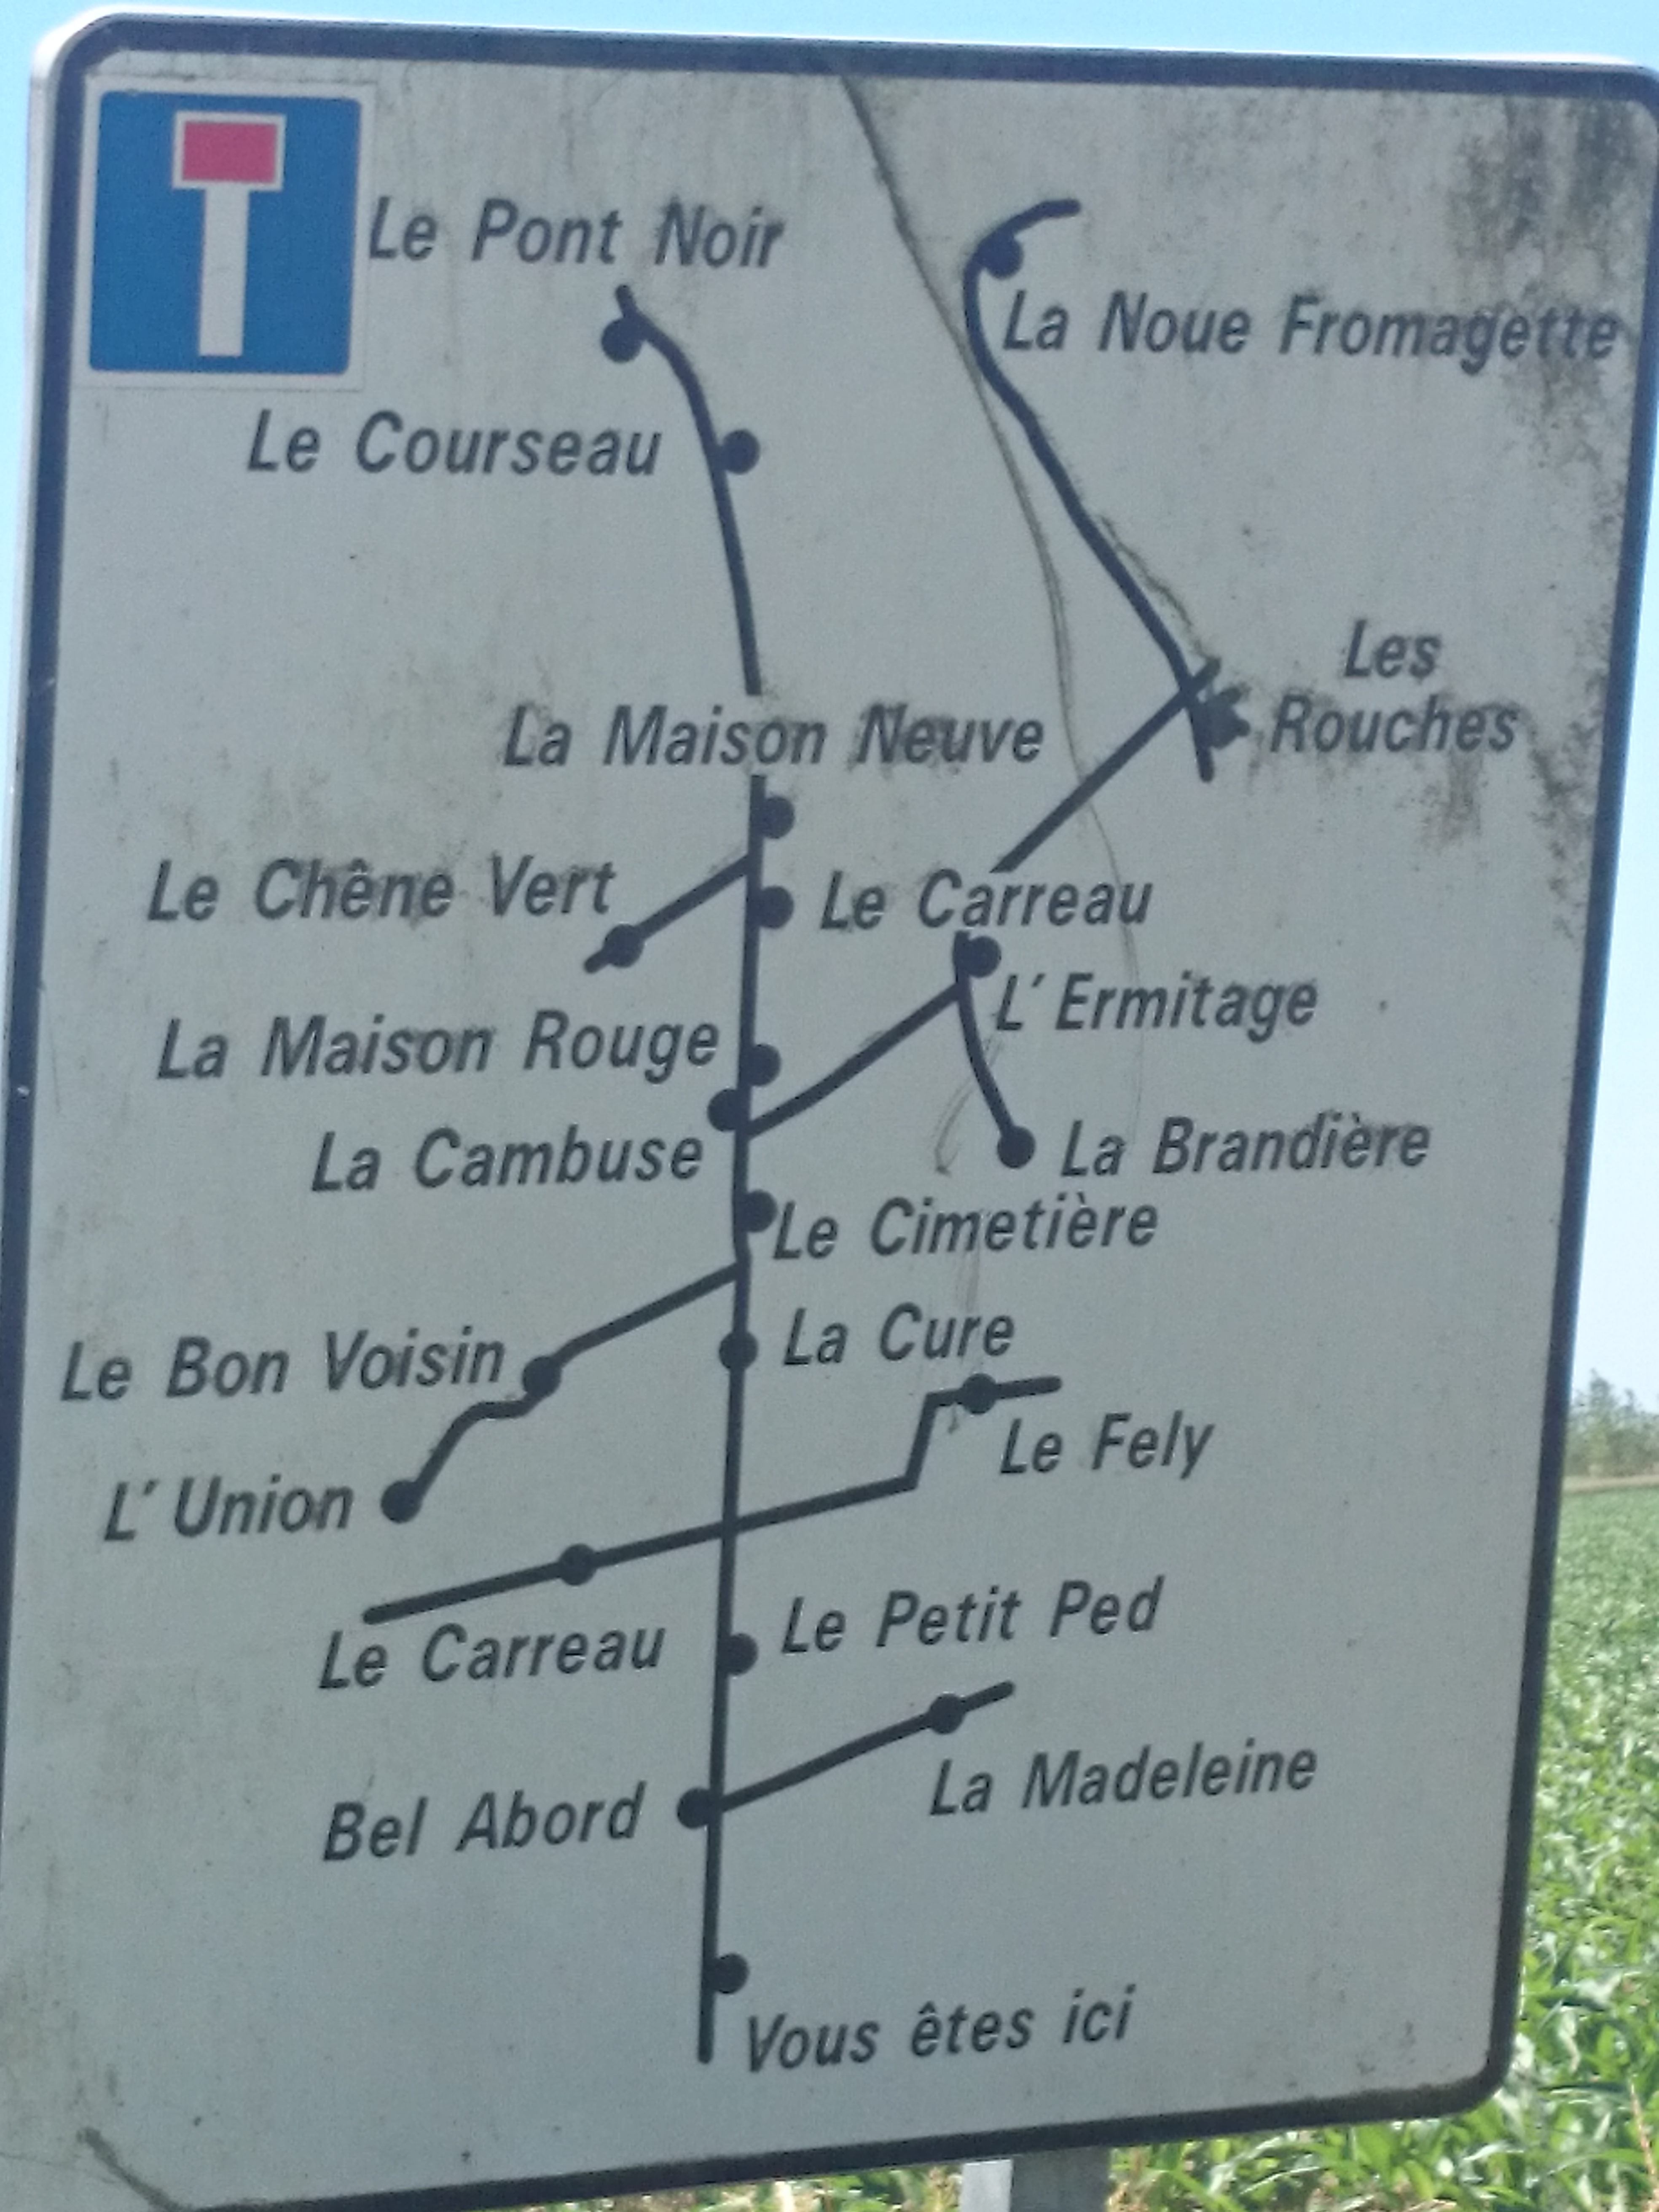 Le Pont Noir
La Noue Fromagette
Le Courseau
Les
Rouches
La Maison Neuve
Le Chêne Vert
Le Carreau
L' Ermitage
La Maison Rouge
La Cambuse
La Brandière
Le Cimetière
La Cure
Le Bon Voisin
Le Fely
L' Union
Le Petit Ped
Le Carreau
La Madeleine
Bel Abord
Vous êtes ici